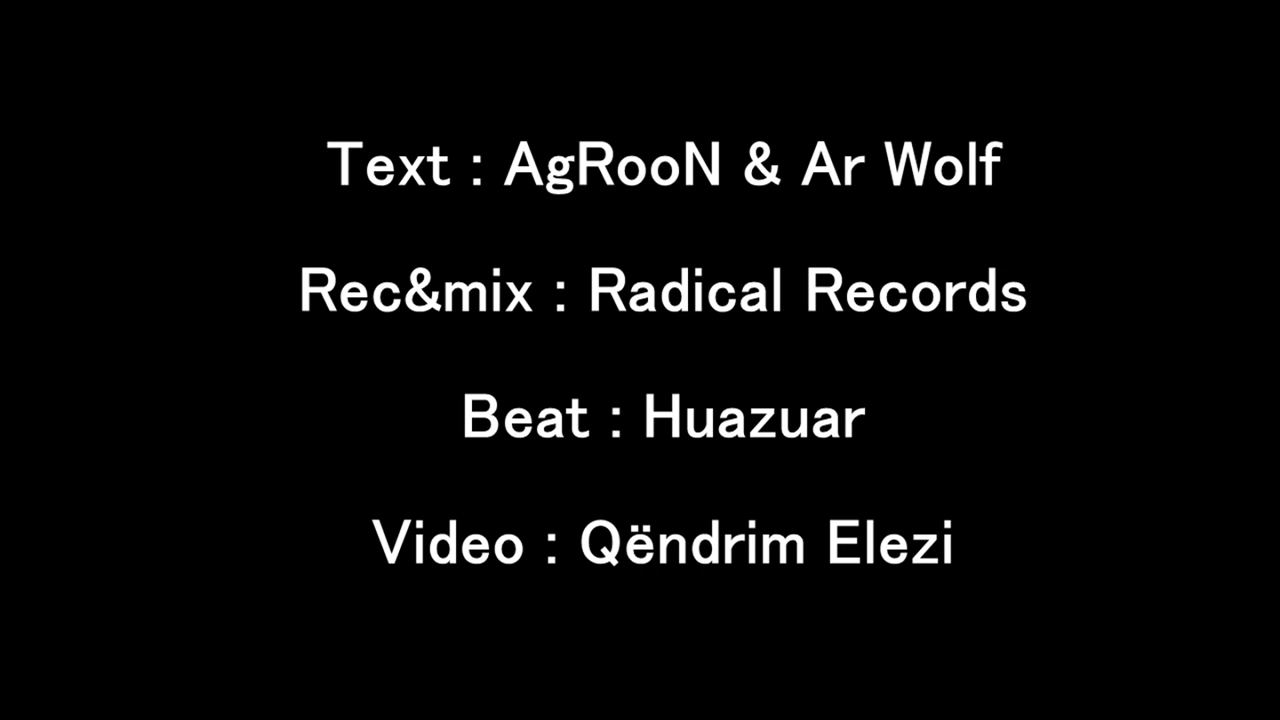 Text : AgRooN & Ar Wolf
Rec&mix : Radical Records
Beat : Huazuar
Video : Qëndrim Elezi